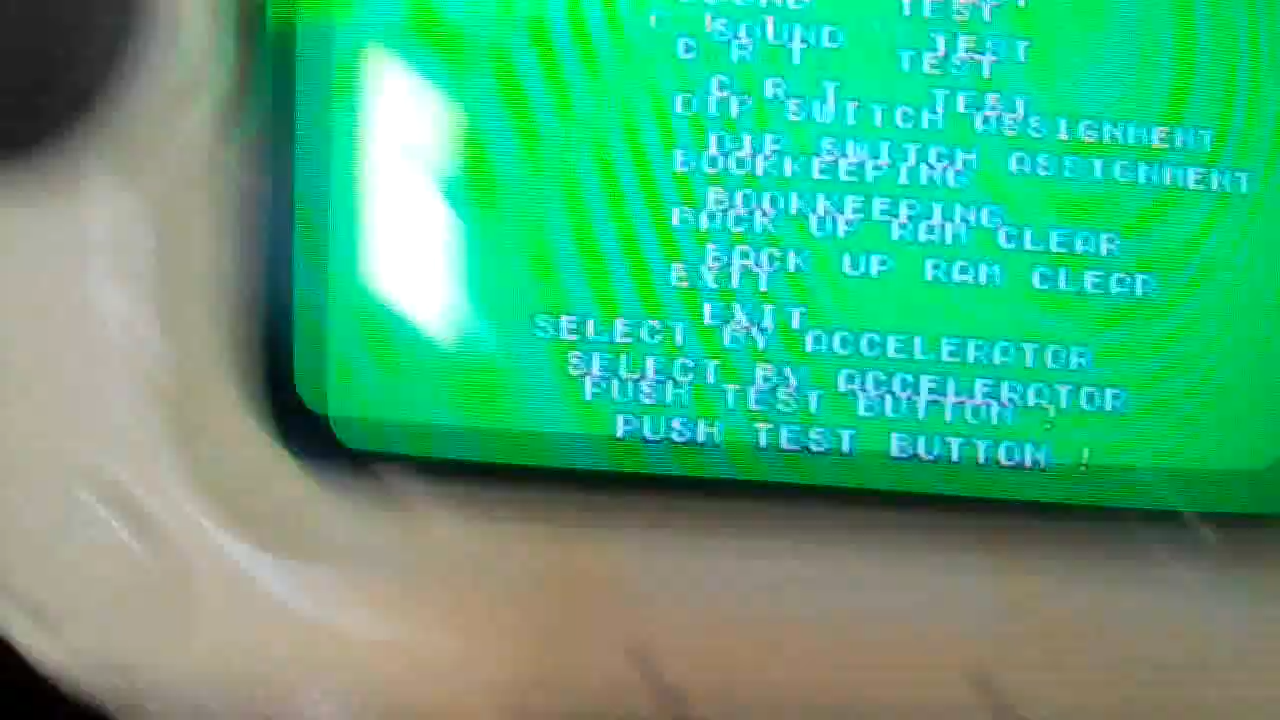 SOUND TEST
C R T TEST
DIP SWITCH ASSIGNMENT
BOOKKEEPING
BACK UP RAM CLEAR
EXIT
SELECT BY ACCELERATOR
PUSH TEST BUTTON !